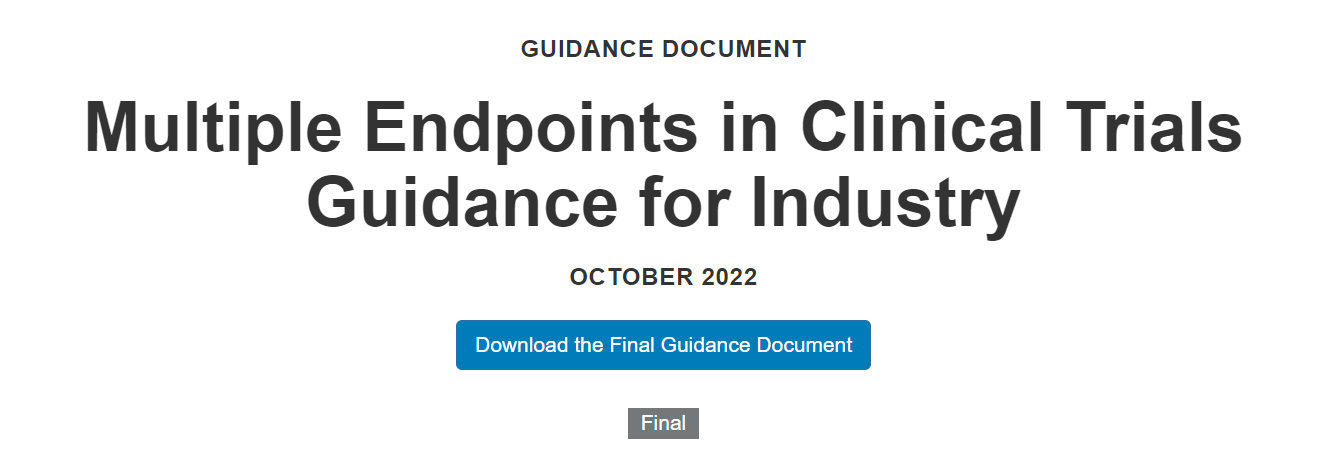 GUIDANCE DOCUMENT
Multiple Endpoints in Clinical Trials
Guidance for Industry
OCTOBER 2022
Download the Final Guidance Document
Final